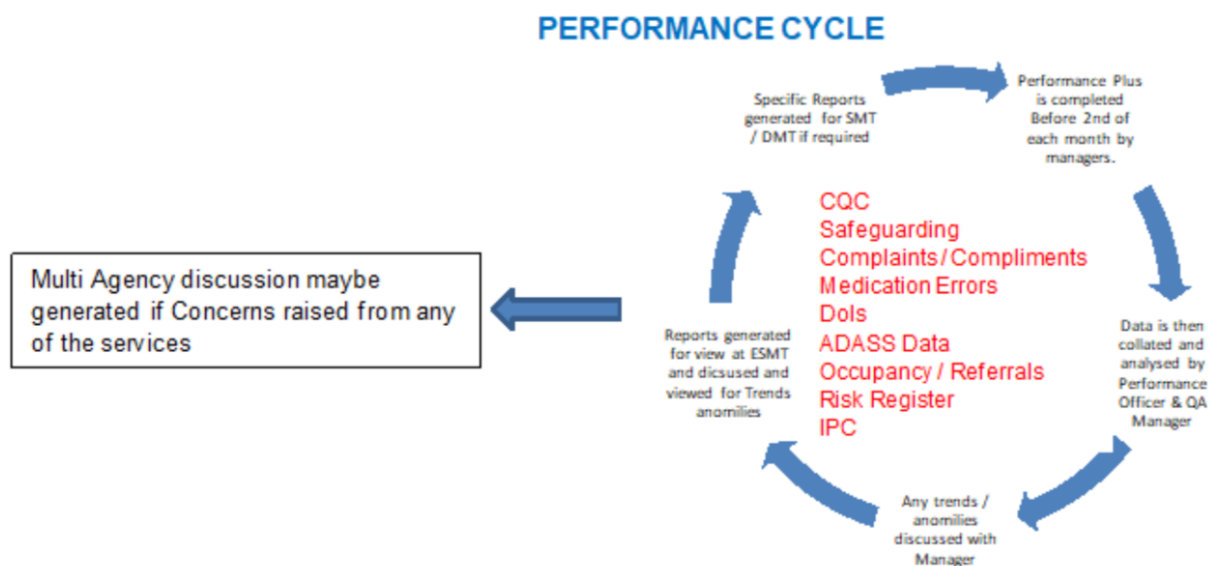 PERFORMANCE CYCLE
Specific Reports
generated for SMT
/ DMT if required
Performance Plus
is completed
Before 2nd of
each month by
managers.
Data is then
collated and
analysed by
Performance
Officer & QA
Manager
Any trends /
anomilies
discussed with
Manager
Reports generated
for view at ESMT
and dicsused and
viewed for Trends
anomilies
CQC
Safeguarding
Complaints / Compliments
Medication Errors
Dols
ADASS Data
Occupancy / Referrals
Risk Register
IPC
Multi Agency discussion maybe
generated if Concerns raised from any
of the services